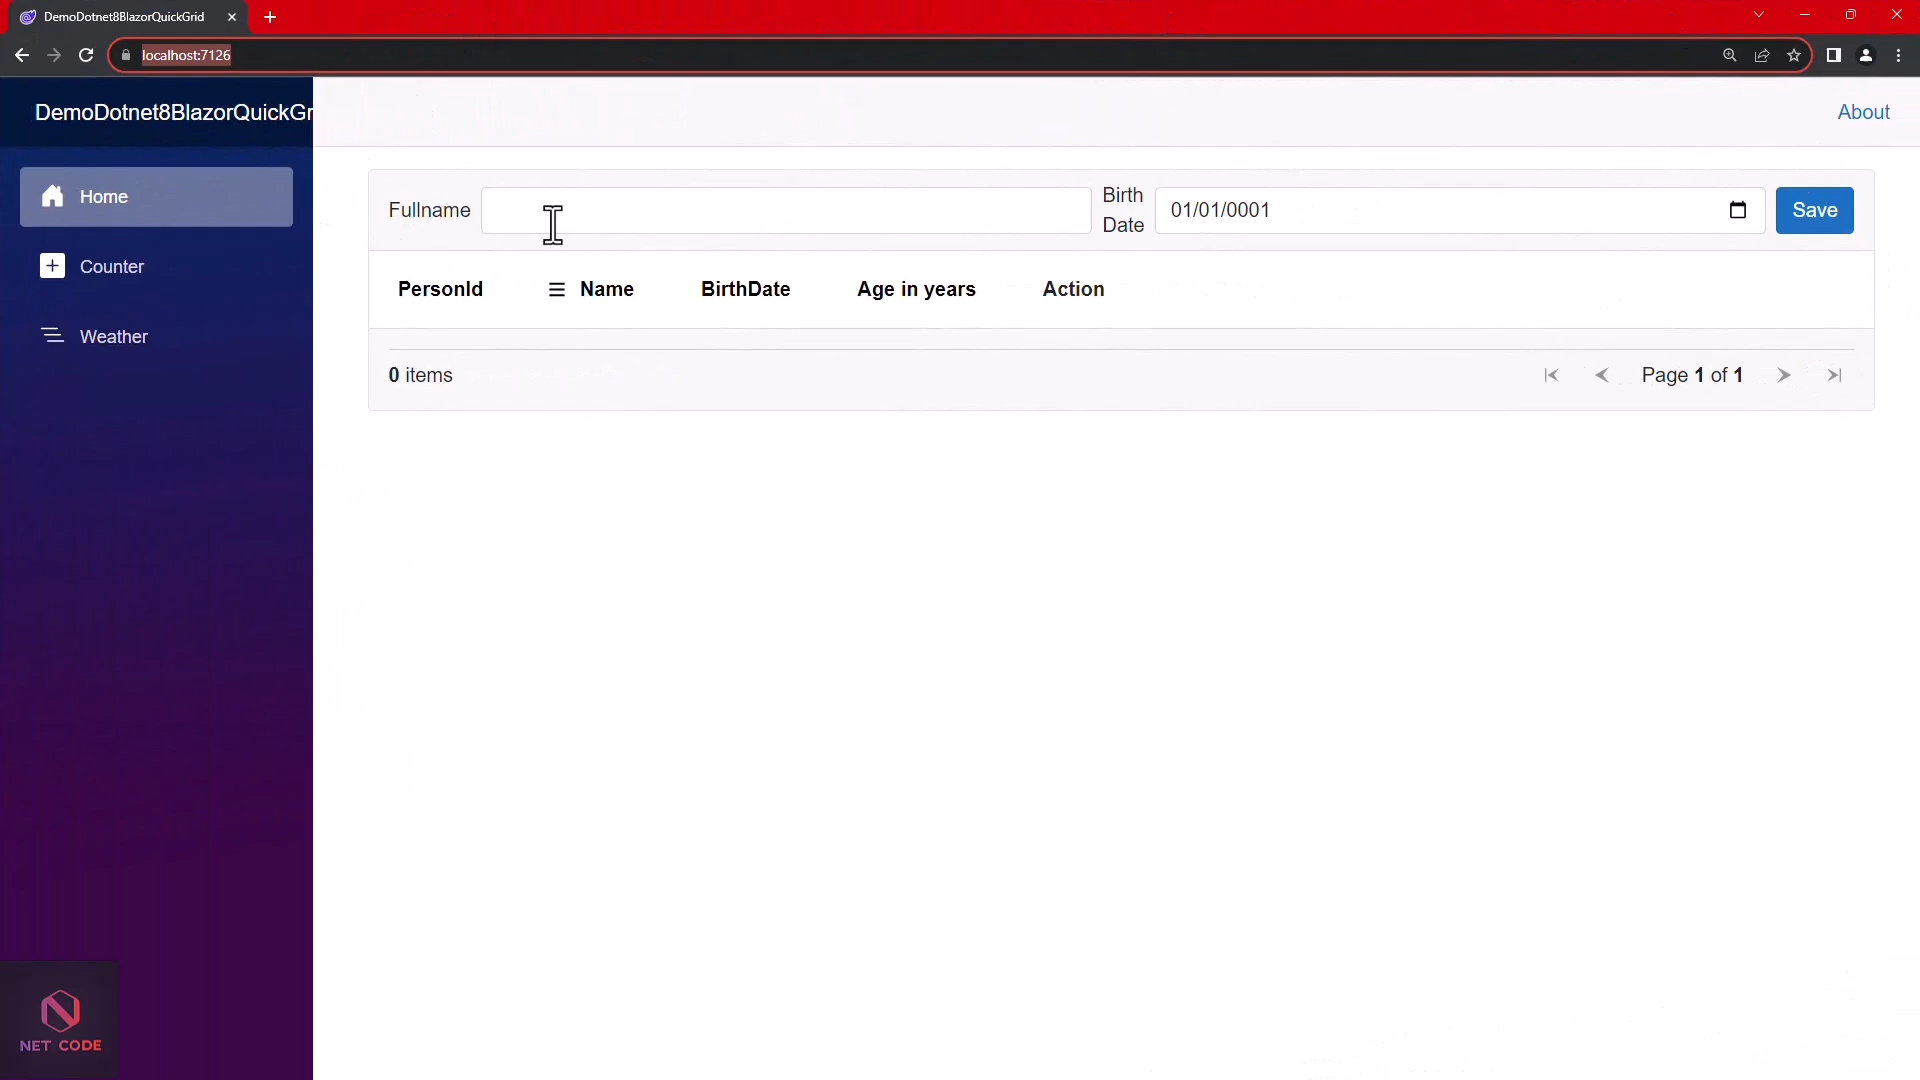 DemoDotnet8BlazorQuickGrid
localhost:7126
DemoDotnet8BlazorQuickGr
About
Home
Counter
Weather
Fullname
Birth
Date
01/01/0001
Save
PersonId
Name
BirthDate
Age in years
Action
0 items
Page 1 of 1
NET CODE